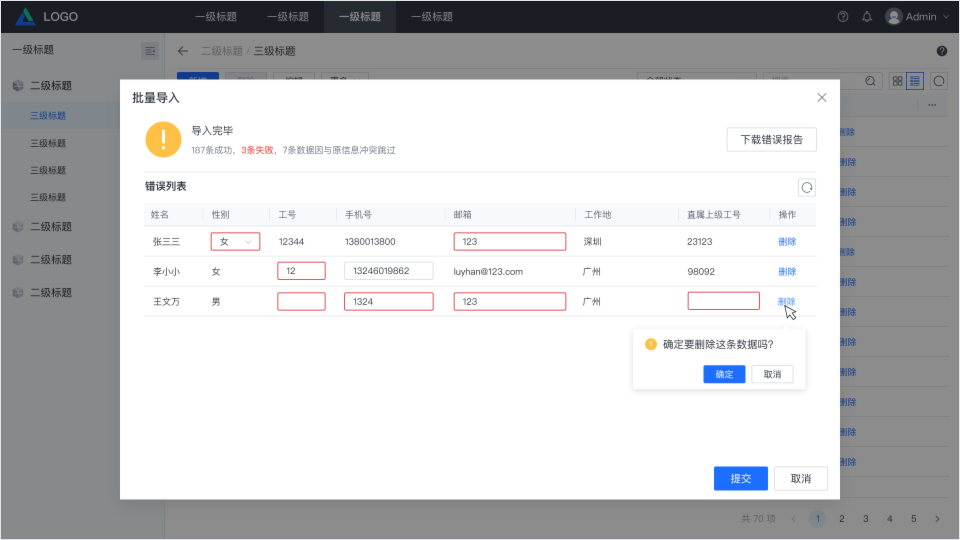 LOGO
一级标题 一级标题 一级标题 一级标题
Admin
一级标题
二级标题
三级标题
三级标题
三级标题
三级标题
二级标题
二级标题
二级标题
二级标题 / 三级标题
批量导入
导入完毕
187条成功，3条失败，7条数据因与原信息冲突跳过
下载错误报告
错误列表
姓名 性别 工号 手机号 邮箱 工作地 直属上级工号 操作
张三三 女 12344 1380013800 123 深圳 23123 删除
李小小 女 12 13246019862 luyhan@123.com 广州 98092 删除
王文万 男 1324 123 广州 删除
确定要删除这条数据吗?
确定 取消
提交 取消
删除
删除
删除
删除
删除
删除
删除
删除
删除
删除
删除
删除
共 70 项 1 2 3 4 5